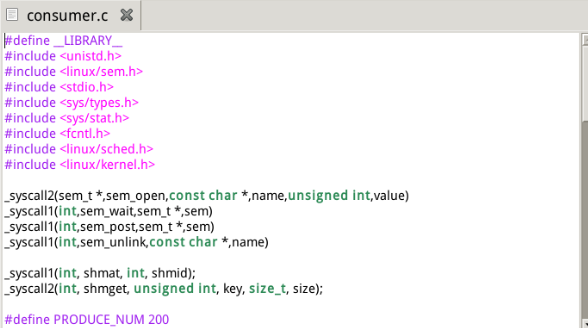 consumer.c
#define __LIBRARY__
#include <unistd.h>
#include <linux/sem.h>
#include <stdio.h>
#include <sys/types.h>
#include <sys/stat.h>
#include <fcntl.h>
#include <linux/sched.h>
#include <linux/kernel.h>
_syscall2(sem_t *,sem_open,const char *,name,unsigned int,value)
_syscall1(int,sem_wait,sem_t *,sem)
_syscall1(int,sem_post,sem_t *,sem)
_syscall1(int,sem_unlink,const char *,name)
_syscall1(int, shmat, int, shmid);
_syscall2(int, shmget, unsigned int, key, size_t, size);
#define PRODUCE_NUM 200